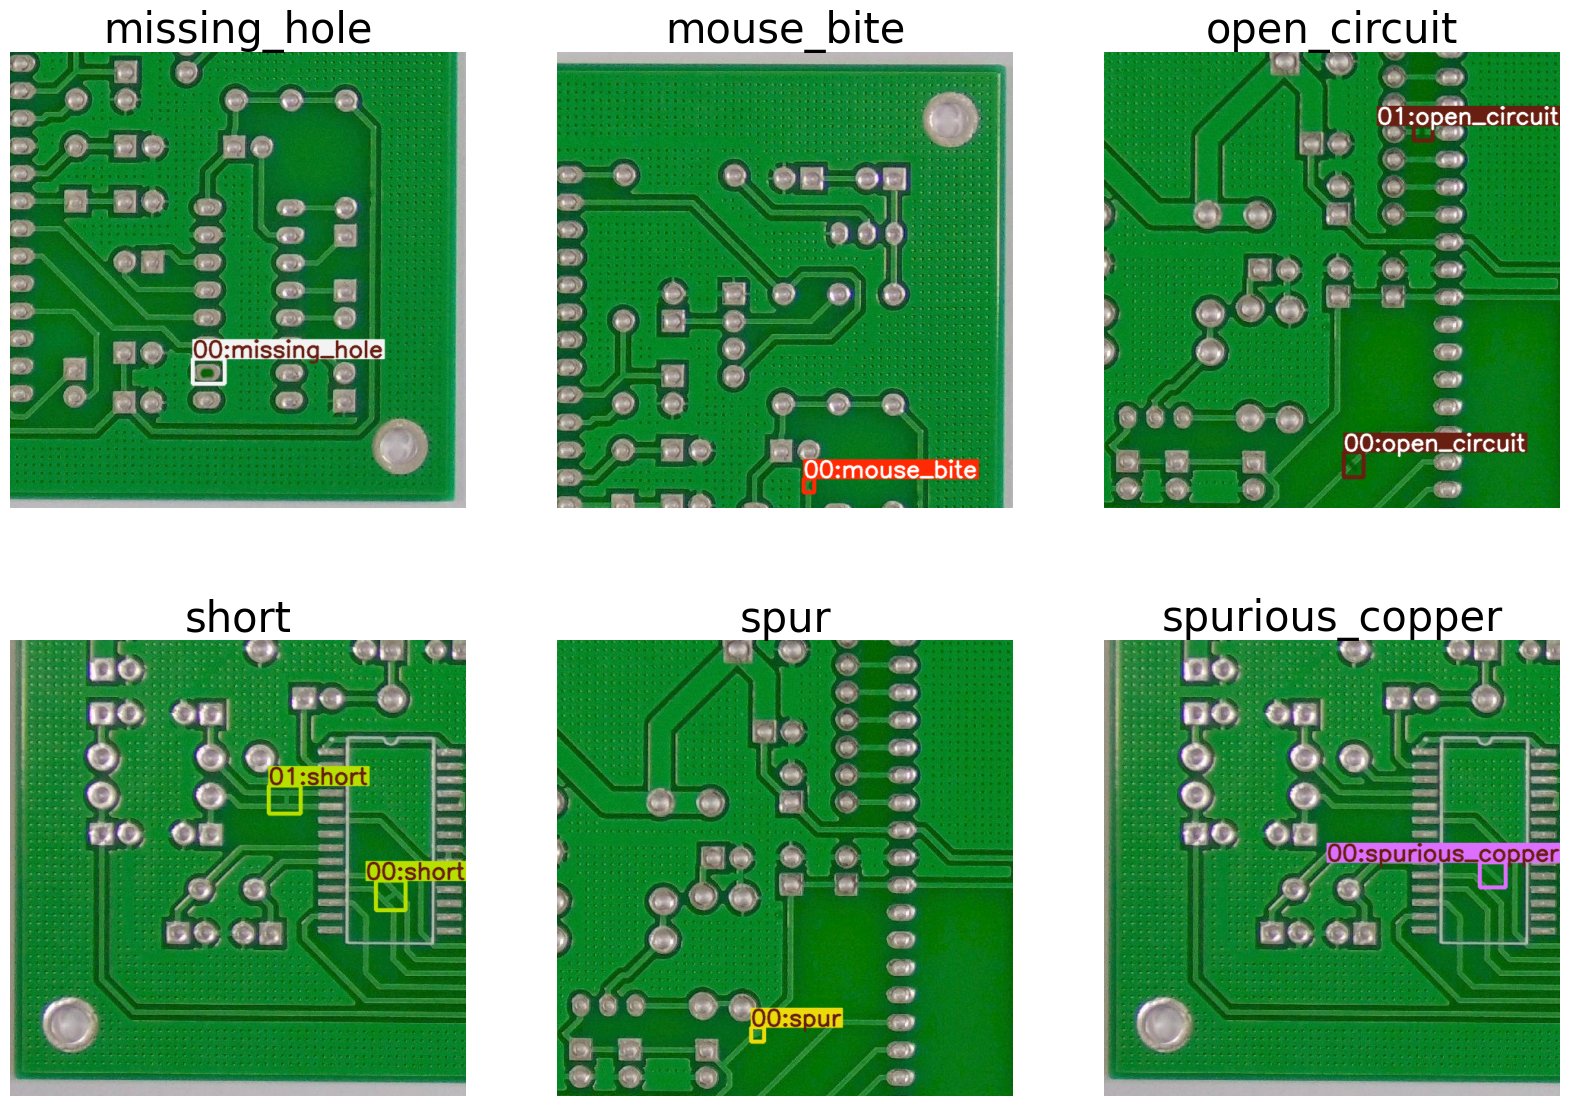 missing_hole
mouse_bite
open_circuit
00:missing_hole
00:mouse_bite
01:open_circuit
00:open_circuit
short
spur
spurious_copper
01:short
00:short
00:spur
00:spurious_copper